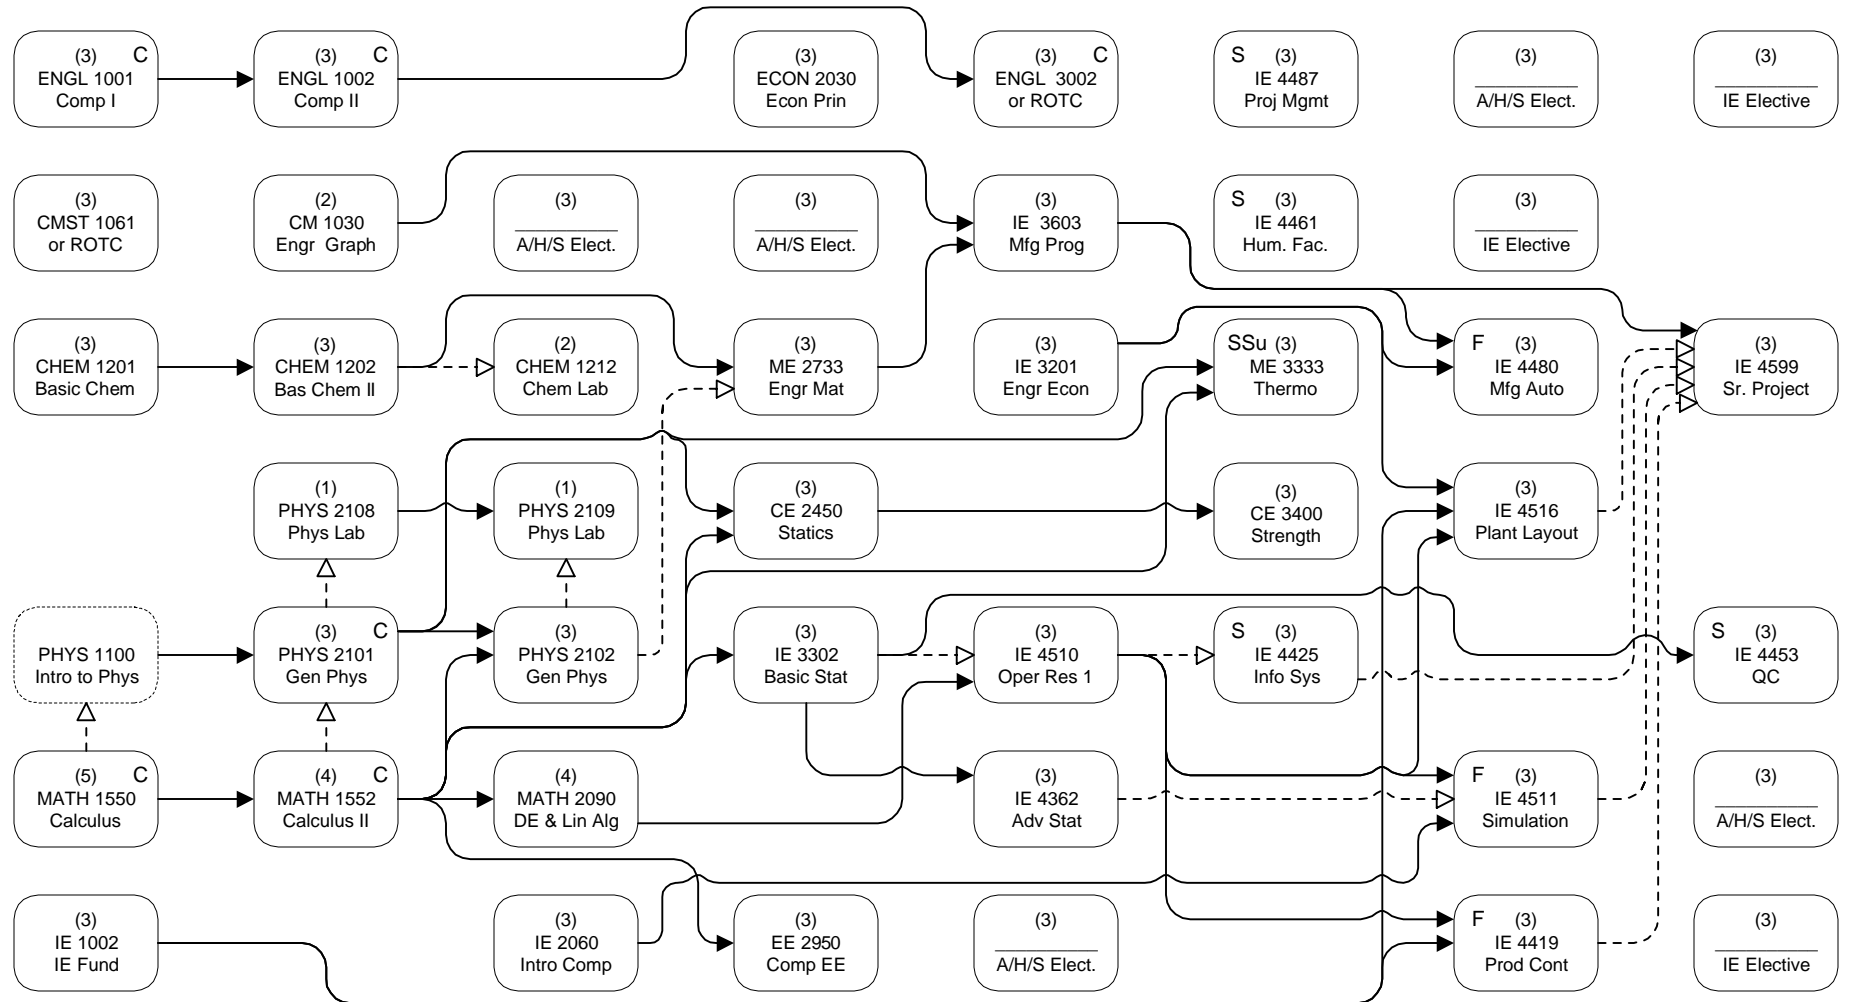 (3) C
ENGL 1001
Comp I
(3) C
ENGL 1002
Comp II
(3)
ECON 2030
Econ Prin
(3) C
ENGL 3002
or ROTC
S (3)
IE 4487
Proj Mgmt
(3)
__________
A/H/S Elect.
(3)
__________
IE Elective
(3)
CMST 1061
or ROTC
(2)
CM 1030
Engr Graph
(3)
__________
A/H/S Elect.
(3)
__________
A/H/S Elect.
(3)
IE 3603
Mfg Prog
S (3)
IE 4461
Hum. Fac.
(3)
__________
IE Elective
(3)
CHEM 1201
Basic Chem
(3)
CHEM 1202
Bas Chem II
(2)
CHEM 1212
Chem Lab
(3)
ME 2733
Engr Mat
(3)
IE 3201
Engr Econ
SSu (3)
ME 3333
Thermo
F (3)
IE 4480
Mfg Auto
(3)
IE 4599
Sr. Project
(1)
PHYS 2108
Phys Lab
(1)
PHYS 2109
Phys Lab
(3)
CE 2450
Statics
(3)
CE 3400
Strength
(3)
IE 4516
Plant Layout
PHYS 1100
Intro to Phys
(3) C
PHYS 2101
Gen Phys
(3)
PHYS 2102
Gen Phys
(3)
IE 3302
Basic Stat
(3)
IE 4510
Oper Res 1
S (3)
IE 4425
Info Sys
S (3)
IE 4453
QC
(5) C
MATH 1550
Calculus
(4) C
MATH 1552
Calculus II
(4)
MATH 2090
DE & Lin Alg
(3)
IE 4362
Adv Stat
F (3)
IE 4511
Simulation
(3)
__________
A/H/S Elect.
(3)
IE 1002
IE Fund
(3)
IE 2060
Intro Comp
(3)
EE 2950
Comp EE
(3)
__________
A/H/S Elect.
F (3)
IE 4419
Prod Cont
(3)
__________
IE Elective